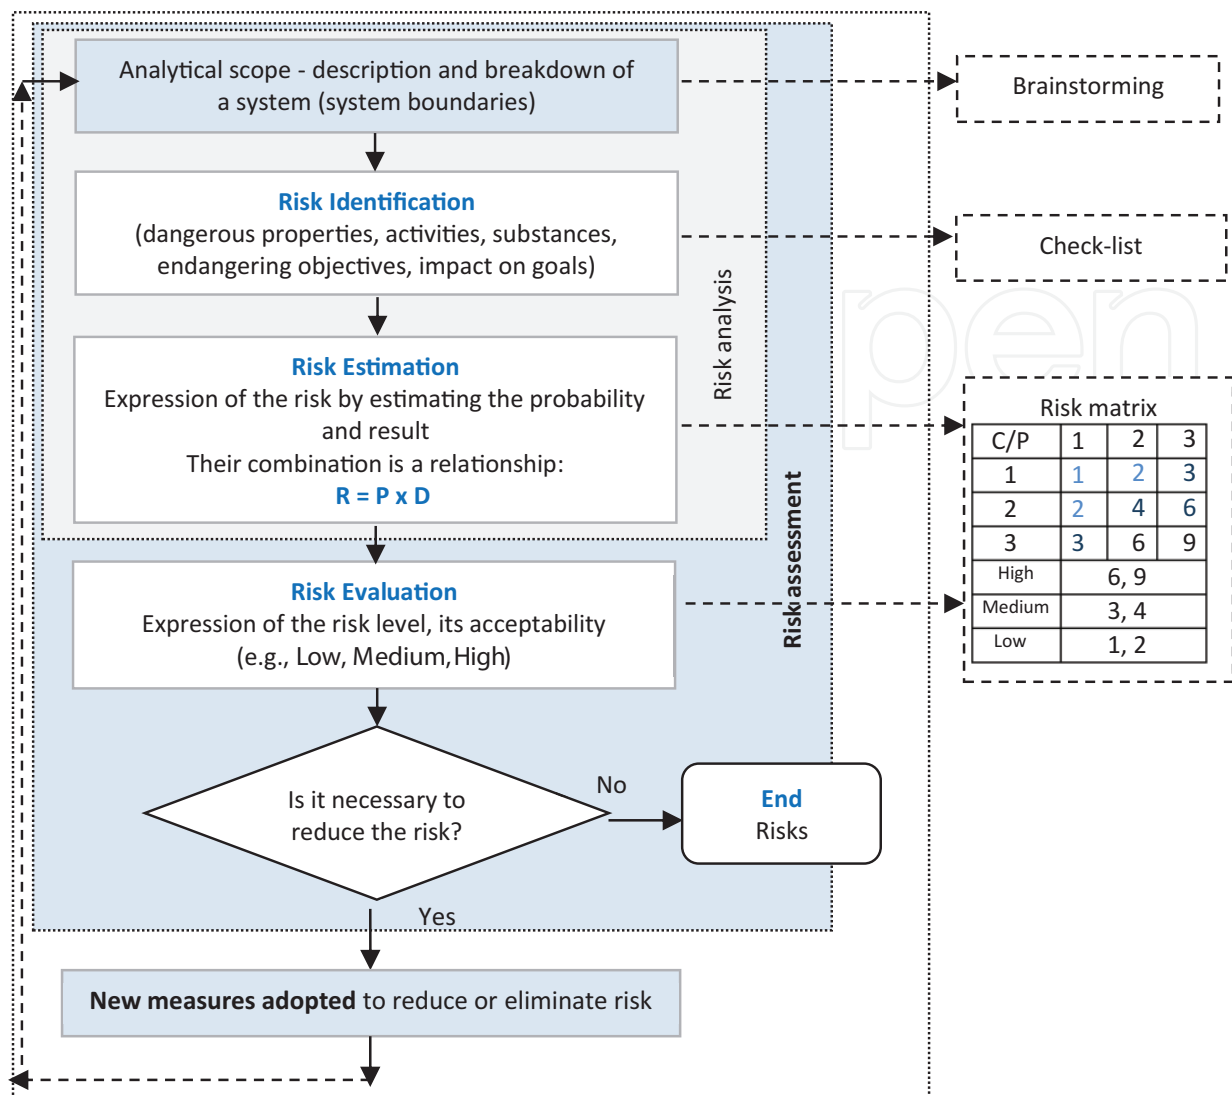 Analytical scope - description and breakdown of
a system (system boundaries)
Brainstorming
Risk Identification
(dangerous properties, activities, substances,
endangering objectives, impact on goals)
Check-list
Risk analysis
Risk Estimation
Expression of the risk by estimating the probability
and result
Their combination is a relationship:
R = P x D
Risk matrix
C/P 1 2 3
1 1 2 3
2 2 4 6
3 3 6 9
High 6, 9
Medium 3, 4
Low 1, 2
Risk assessment
Risk Evaluation
Expression of the risk level, its acceptability
(e.g., Low, Medium, High)
Is it necessary to
reduce the risk?
No
End
Risks
Yes
New measures adopted to reduce or eliminate risk
pen